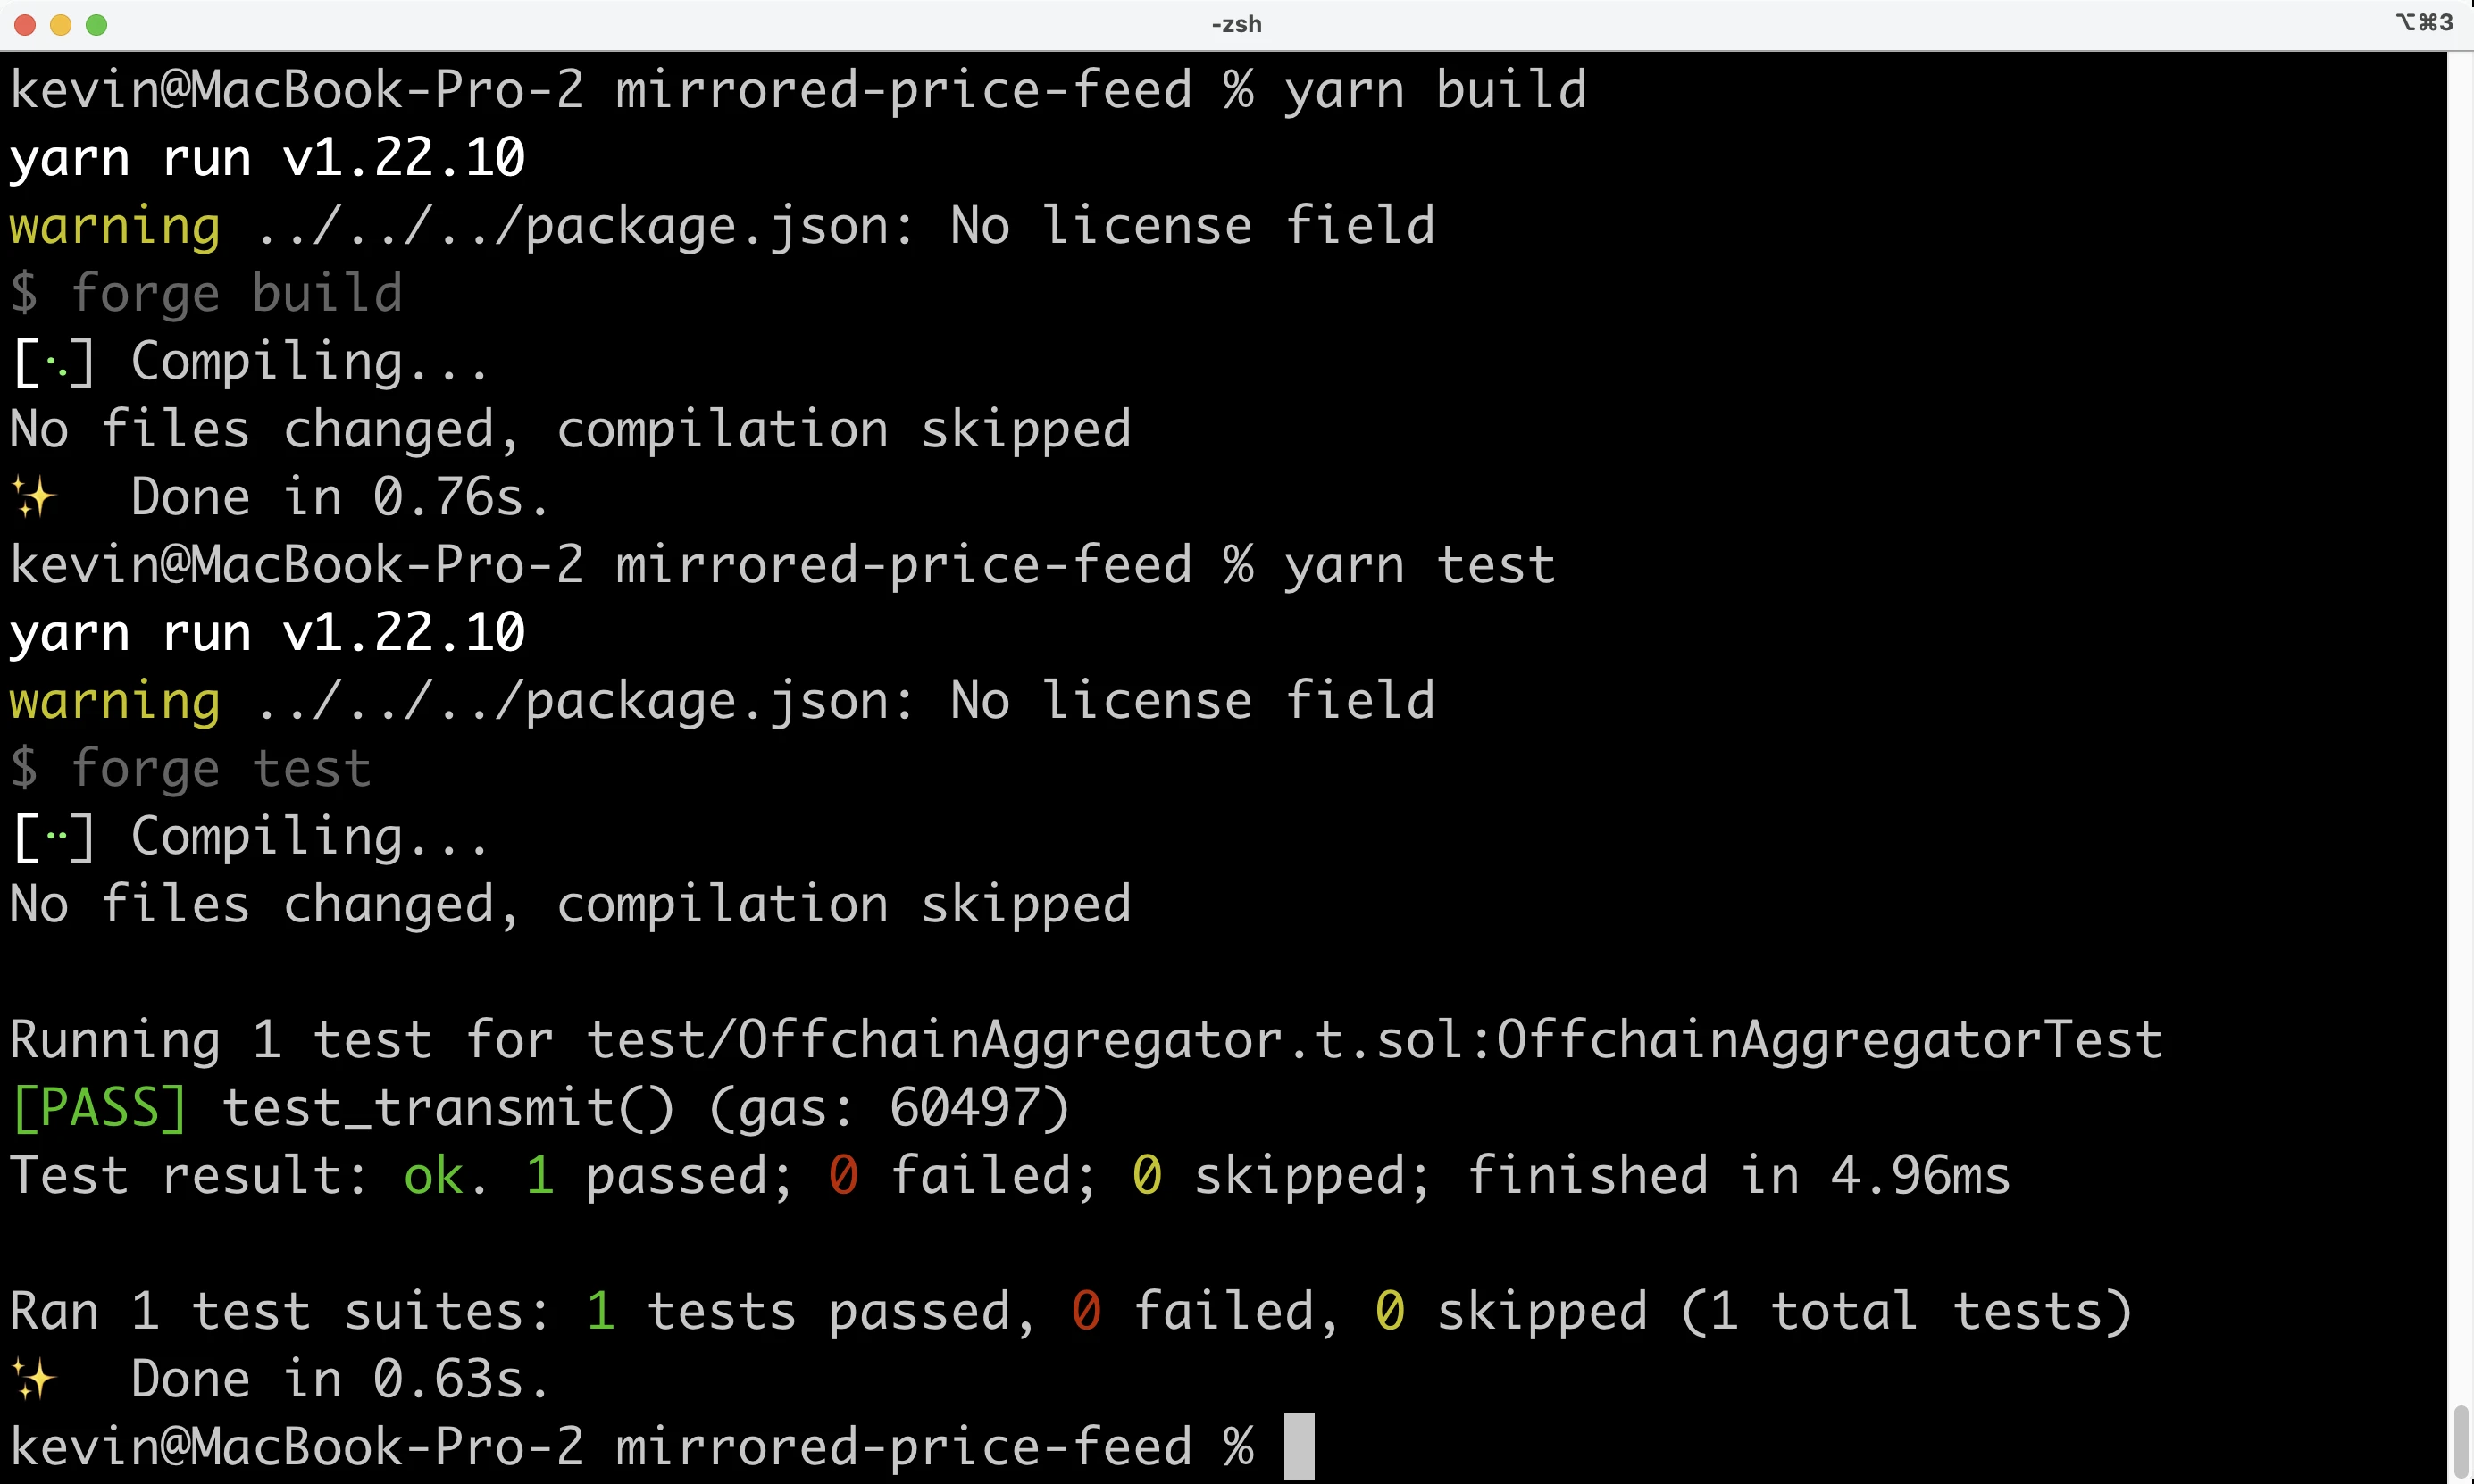 -zsh
⌥⌘3
kevin@MacBook-Pro-2 mirrored-price-feed % yarn build
yarn run v1.22.10
warning ../../../package.json: No license field
$ forge build
[⠢] Compiling...
No files changed, compilation skipped
✨  Done in 0.76s.
kevin@MacBook-Pro-2 mirrored-price-feed % yarn test
yarn run v1.22.10
warning ../../../package.json: No license field
$ forge test
[⠒] Compiling...
No files changed, compilation skipped

Running 1 test for test/OffchainAggregator.t.sol:OffchainAggregatorTest
[PASS] test_transmit() (gas: 60497)
Test result: ok. 1 passed; 0 failed; 0 skipped; finished in 4.96ms

Ran 1 test suites: 1 tests passed, 0 failed, 0 skipped (1 total tests)
✨  Done in 0.63s.
kevin@MacBook-Pro-2 mirrored-price-feed %